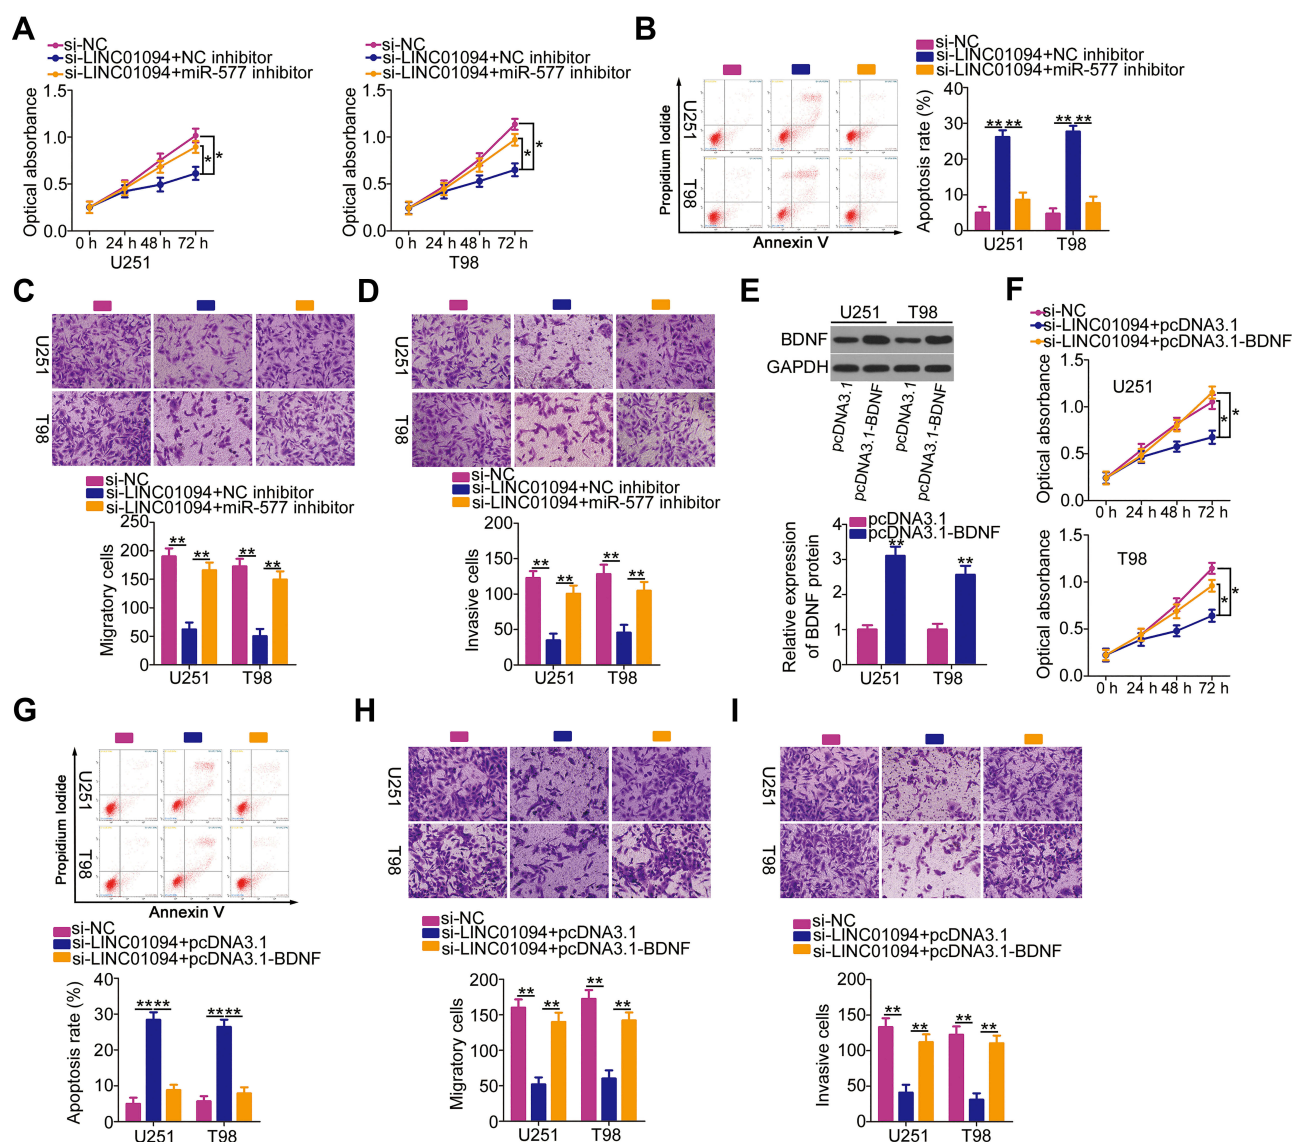 A
si-NC
si-LINC01094+NC inhibitor
si-LINC01094+miR-577 inhibitor
Optical absorbance
1.5
1.0
0.5
0.0
0 h 24 h 48 h 72 h
U251
*
*
si-NC
si-LINC01094+NC inhibitor
si-LINC01094+miR-577 inhibitor
Optical absorbance
1.5
1.0
0.5
0.0
0 h 24 h 48 h 72 h
T98
*
*
B
Propidium Iodide
U251
T98
Annexin V
si-NC
si-LINC01094+NC inhibitor
si-LINC01094+miR-577 inhibitor
Apoptosis rate (%)
40
30
20
10
0
** ** ** **
U251 T98
C
U251
T98
si-NC
si-LINC01094+NC inhibitor
si-LINC01094+miR-577 inhibitor
Migratory cells
250
200
150
100
50
0
** ** ** **
U251 T98
D
U251
T98
si-NC
si-LINC01094+NC inhibitor
si-LINC01094+miR-577 inhibitor
Invasive cells
200
150
100
50
0
** ** ** **
U251 T98
E
U251 T98
BDNF
GAPDH
pcDNA3.1
pcDNA3.1-BDNF
pcDNA3.1
pcDNA3.1-BDNF
pcDNA3.1
pcDNA3.1-BDNF
Relative expression
of BDNF protein
4
3
2
1
0
** **
U251 T98
F
si-NC
si-LINC01094+pcDNA3.1
si-LINC01094+pcDNA3.1-BDNF
Optical absorbance
1.5
1.0
0.5
0.0
U251
*
*
0 h 24 h 48 h 72 h
Optical absorbance
1.5
1.0
0.5
0.0
T98
*
*
0 h 24 h 48 h 72 h
G
Propidium Iodide
U251
T98
Annexin V
si-NC
si-LINC01094+pcDNA3.1
si-LINC01094+pcDNA3.1-BDNF
Apoptosis rate (%)
40
30
20
10
0
**** ****
U251 T98
H
U251
T98
si-NC
si-LINC01094+pcDNA3.1
si-LINC01094+pcDNA3.1-BDNF
Migratory cells
200
150
100
50
0
** ** ** **
U251 T98
I
U251
T98
si-NC
si-LINC01094+pcDNA3.1
si-LINC01094+pcDNA3.1-BDNF
Invasive cells
200
150
100
50
0
** ** ** **
U251 T98